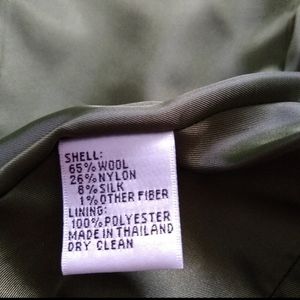 SHELL:
65% WOOL
26% NYLON
8% SILK
1% OTHER FIBER
LINING:
100% POLYESTER
MADE IN THAILAND
DRY CLEAN